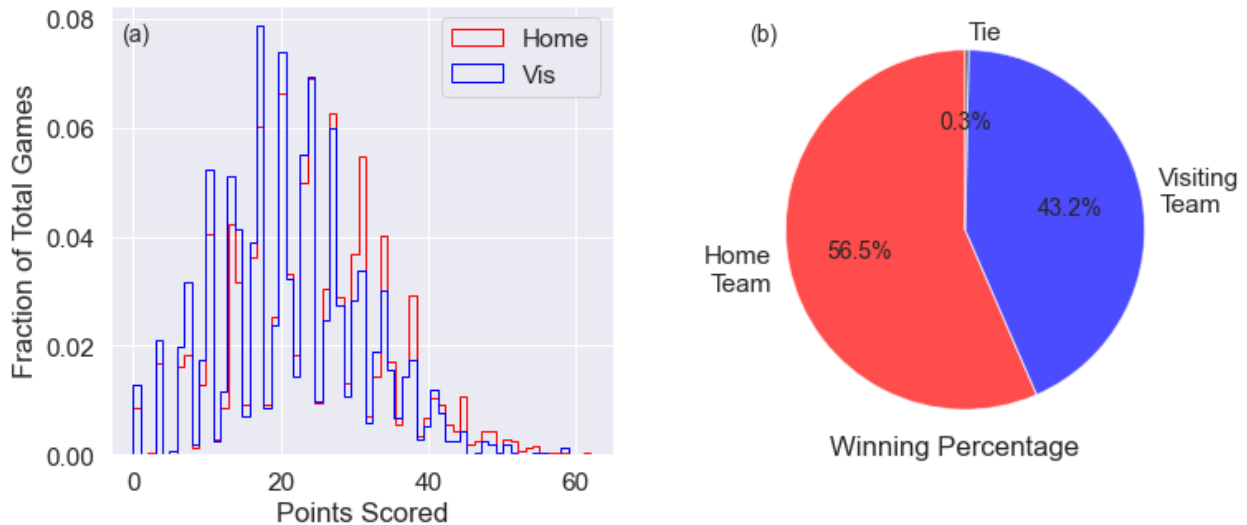 (a)
Home
Vis
0.08
0.06
0.04
0.02
0.00
Fraction of Total Games
0 20 40 60
Points Scored
(b)
Tie
0.3%
Visiting
Team
43.2%
Home
Team
56.5%
Winning Percentage